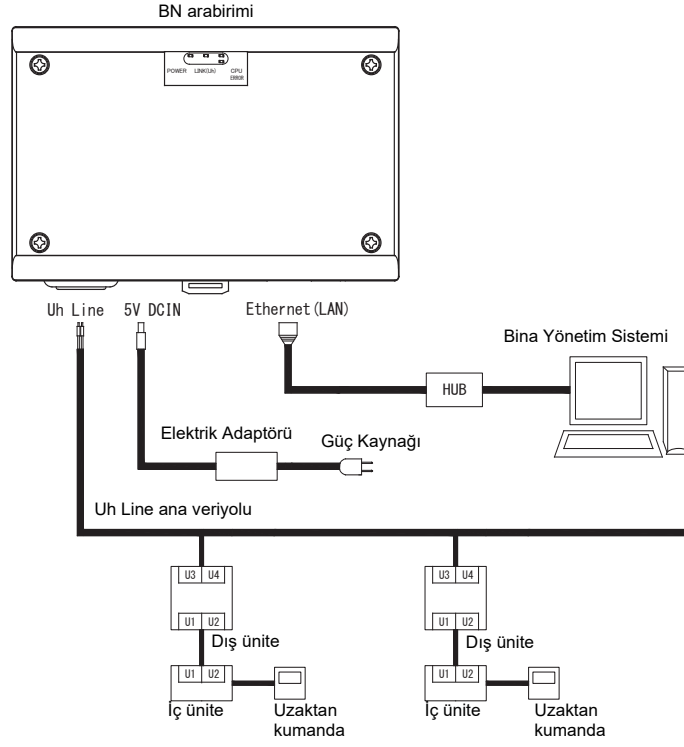 BN arabirimi
POWER LINK(Uh) CPU
ERROR
Uh Line 5V DCIN Ethernet(LAN)
Bina Yönetim Sistemi
HUB
Elektrik Adaptörü
Güç Kaynağı
Uh Line ana veriyolu
U3 U4 U3 U4
U1 U2 U1 U2
Dış ünite Dış ünite
U1 U2 U1 U2
İç ünite Uzaktan İç ünite Uzaktan
kumanda kumanda